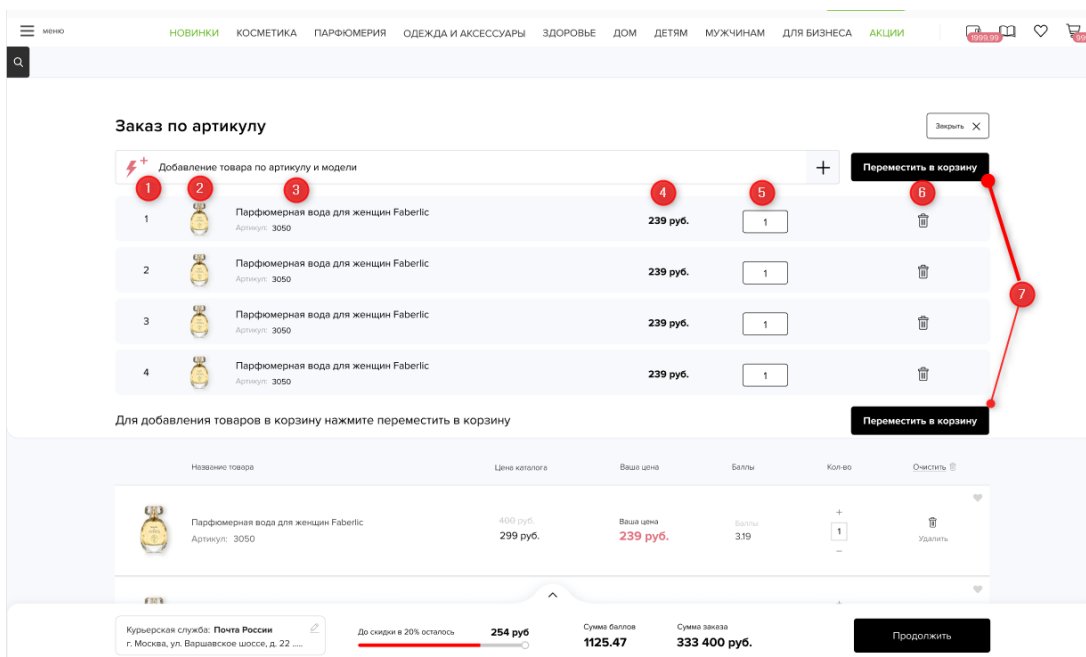 меню НОВИНКИ КОСМЕТИКА ПАРФЮМЕРИЯ ОДЕЖДА И АКСЕССУАРЫ ЗДОРОВЬЕ ДОМ ДЕТЯМ МУЖЧИНАМ ДЛЯ БИЗНЕСА АКЦИИ 1999,99
Заказ по артикулу Закрыть
Добавление товара по артикулу и модели Переместить в корзину
1 2 3 4 5 6
1 Парфюмерная вода для женщин Faberlic 239 руб. 1
Артикул: 3050
2 Парфюмерная вода для женщин Faberlic 239 руб. 1
Артикул: 3050
7
3 Парфюмерная вода для женщин Faberlic 239 руб. 1
Артикул: 3050
4 Парфюмерная вода для женщин Faberlic 239 руб. 1
Артикул: 3050
Для добавления товаров в корзину нажмите переместить в корзину Переместить в корзину
Название товара Цена каталога Ваша цена Баллы Кол-во Очистить
Парфюмерная вода для женщин Faberlic 400 руб. Ваша цена Баллы 1
Артикул: 3050 299 руб. 239 руб. 3.19 Удалить
Курьерская служба: Почта России До скидки в 20% осталось 254 руб Сумма баллов Сумма заказа Продолжить
г. Москва, ул. Варшавское шоссе, д. 22 ..... 1125.47 333 400 руб.